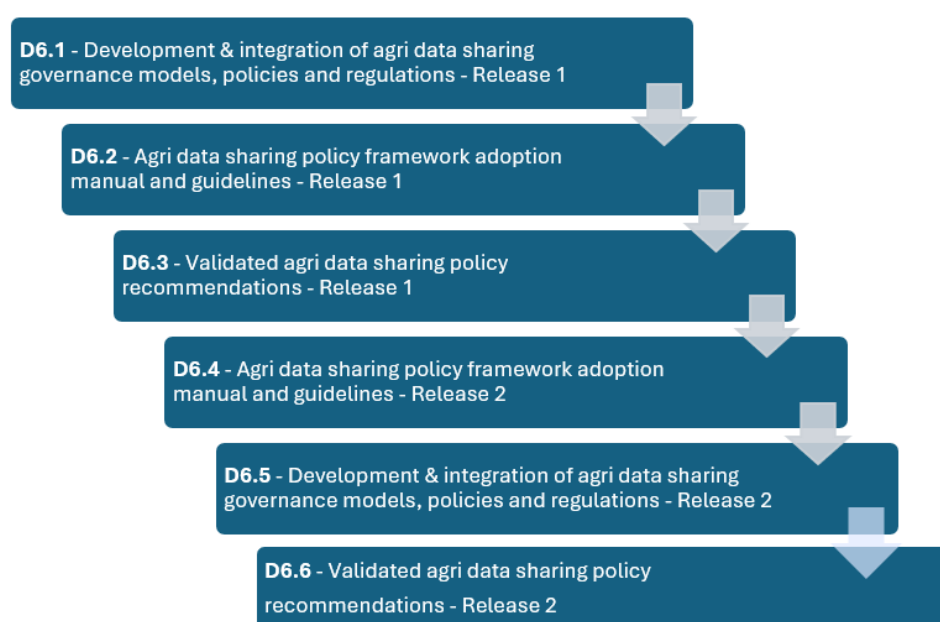 D6.1 - Development & integration of agri data sharing
governance models, policies and regulations - Release 1
D6.2 - Agri data sharing policy framework adoption
manual and guidelines - Release 1
D6.3 - Validated agri data sharing policy
recommendations - Release 1
D6.4 - Agri data sharing policy framework adoption
manual and guidelines - Release 2
D6.5 - Development & integration of agri data sharing
governance models, policies and regulations - Release 2
D6.6 - Validated agri data sharing policy
recommendations - Release 2